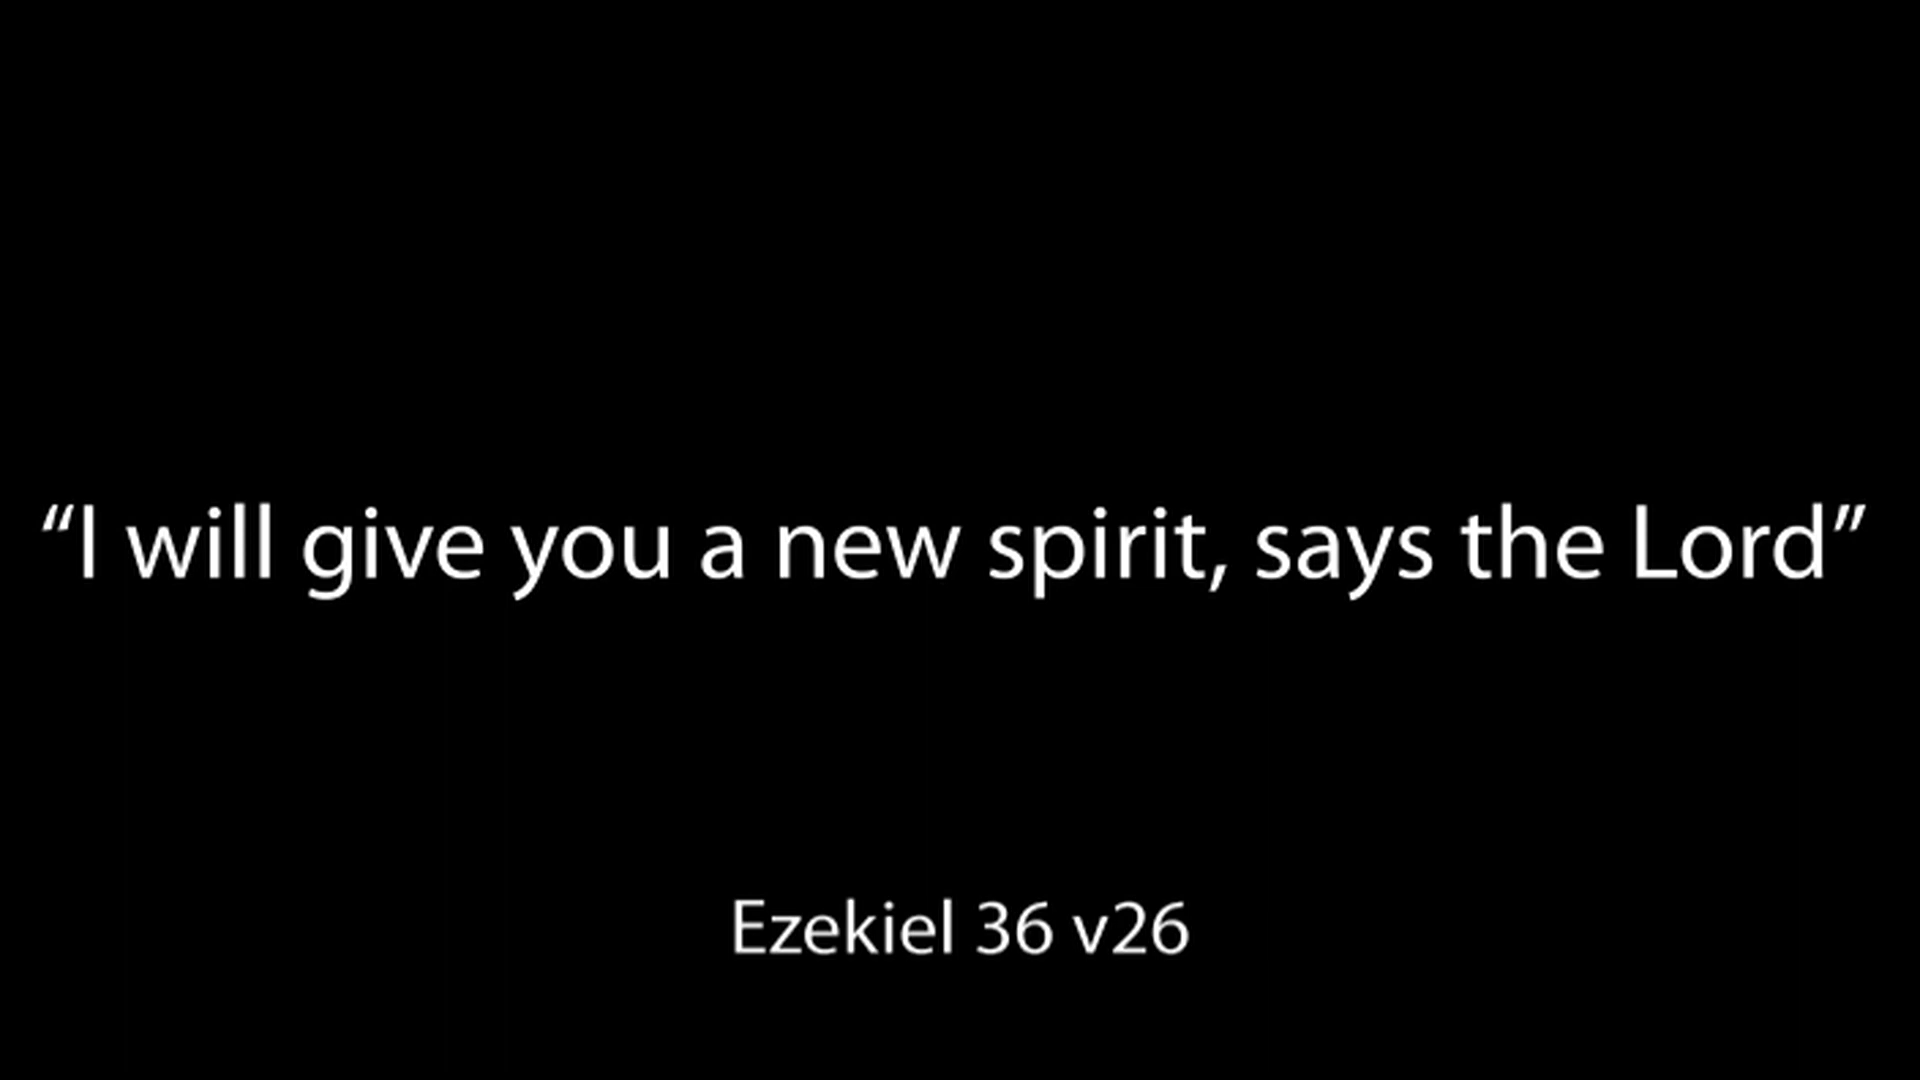 “I will give you a new spirit, says the Lord”
Ezekiel 36 v26